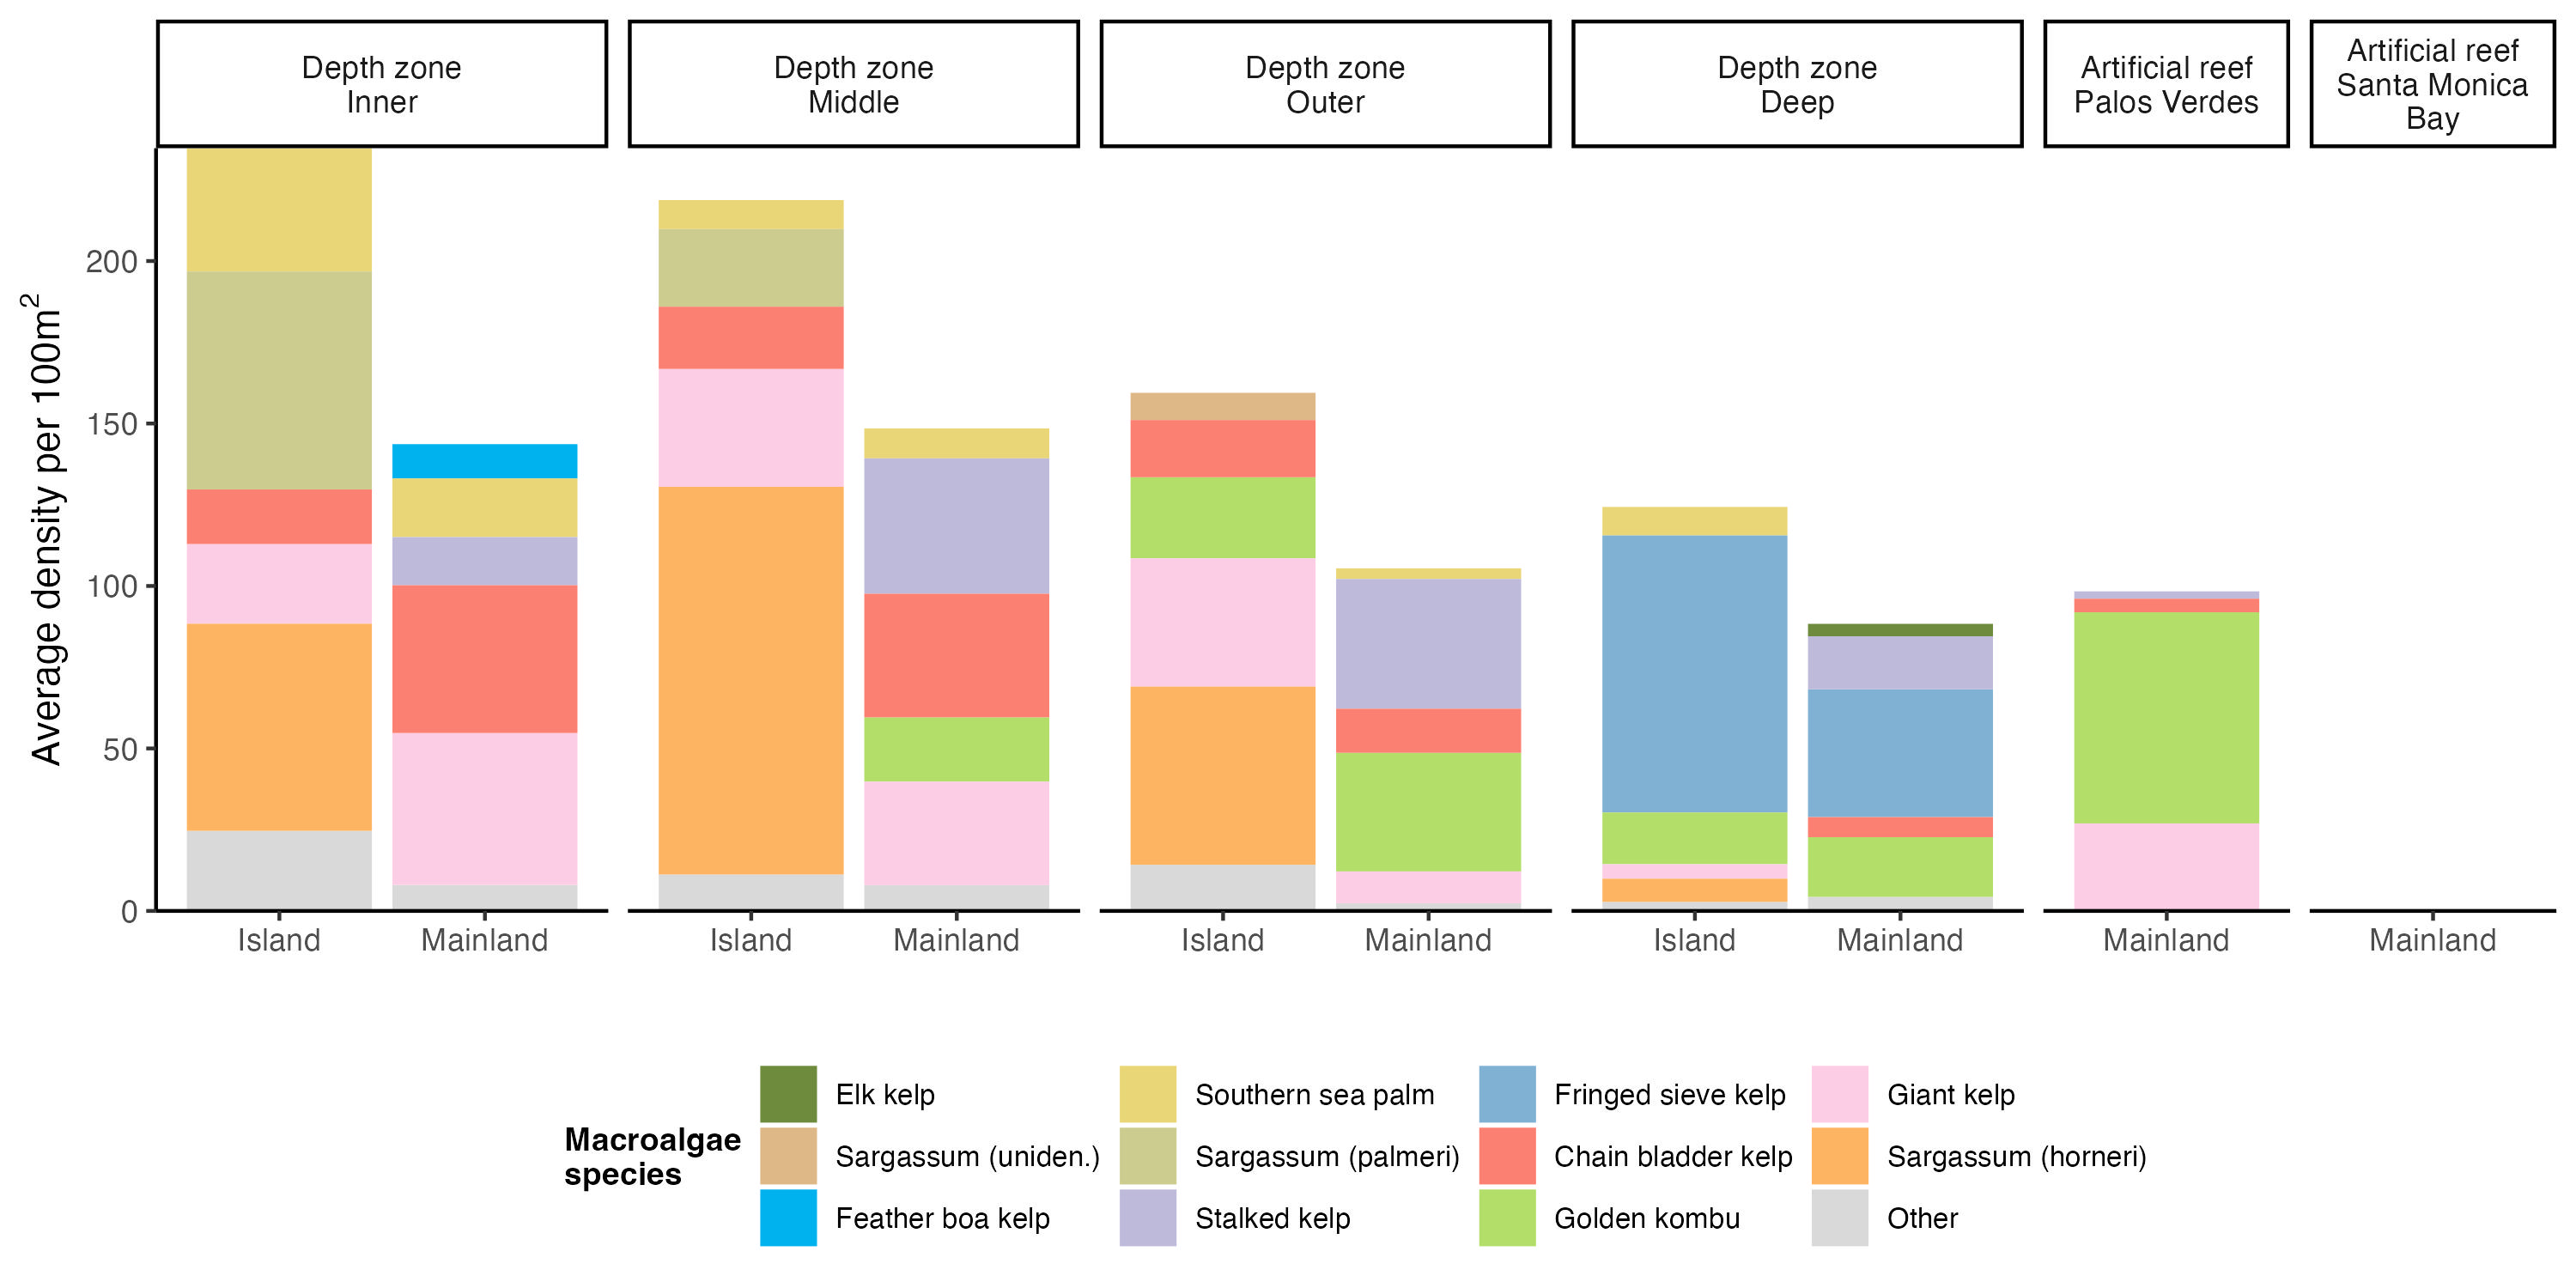 Depth zone
Inner
Depth zone
Middle
Depth zone
Outer
Depth zone
Deep
Artificial reef
Palos Verdes
Artificial reef
Santa Monica
Bay
Average density per 100m²
200
150
100
50
0
Island
Mainland
Island
Mainland
Island
Mainland
Island
Mainland
Mainland
Mainland
Macroalgae
species
Elk kelp
Sargassum (uniden.)
Feather boa kelp
Southern sea palm
Sargassum (palmeri)
Stalked kelp
Fringed sieve kelp
Chain bladder kelp
Golden kombu
Giant kelp
Sargassum (horneri)
Other